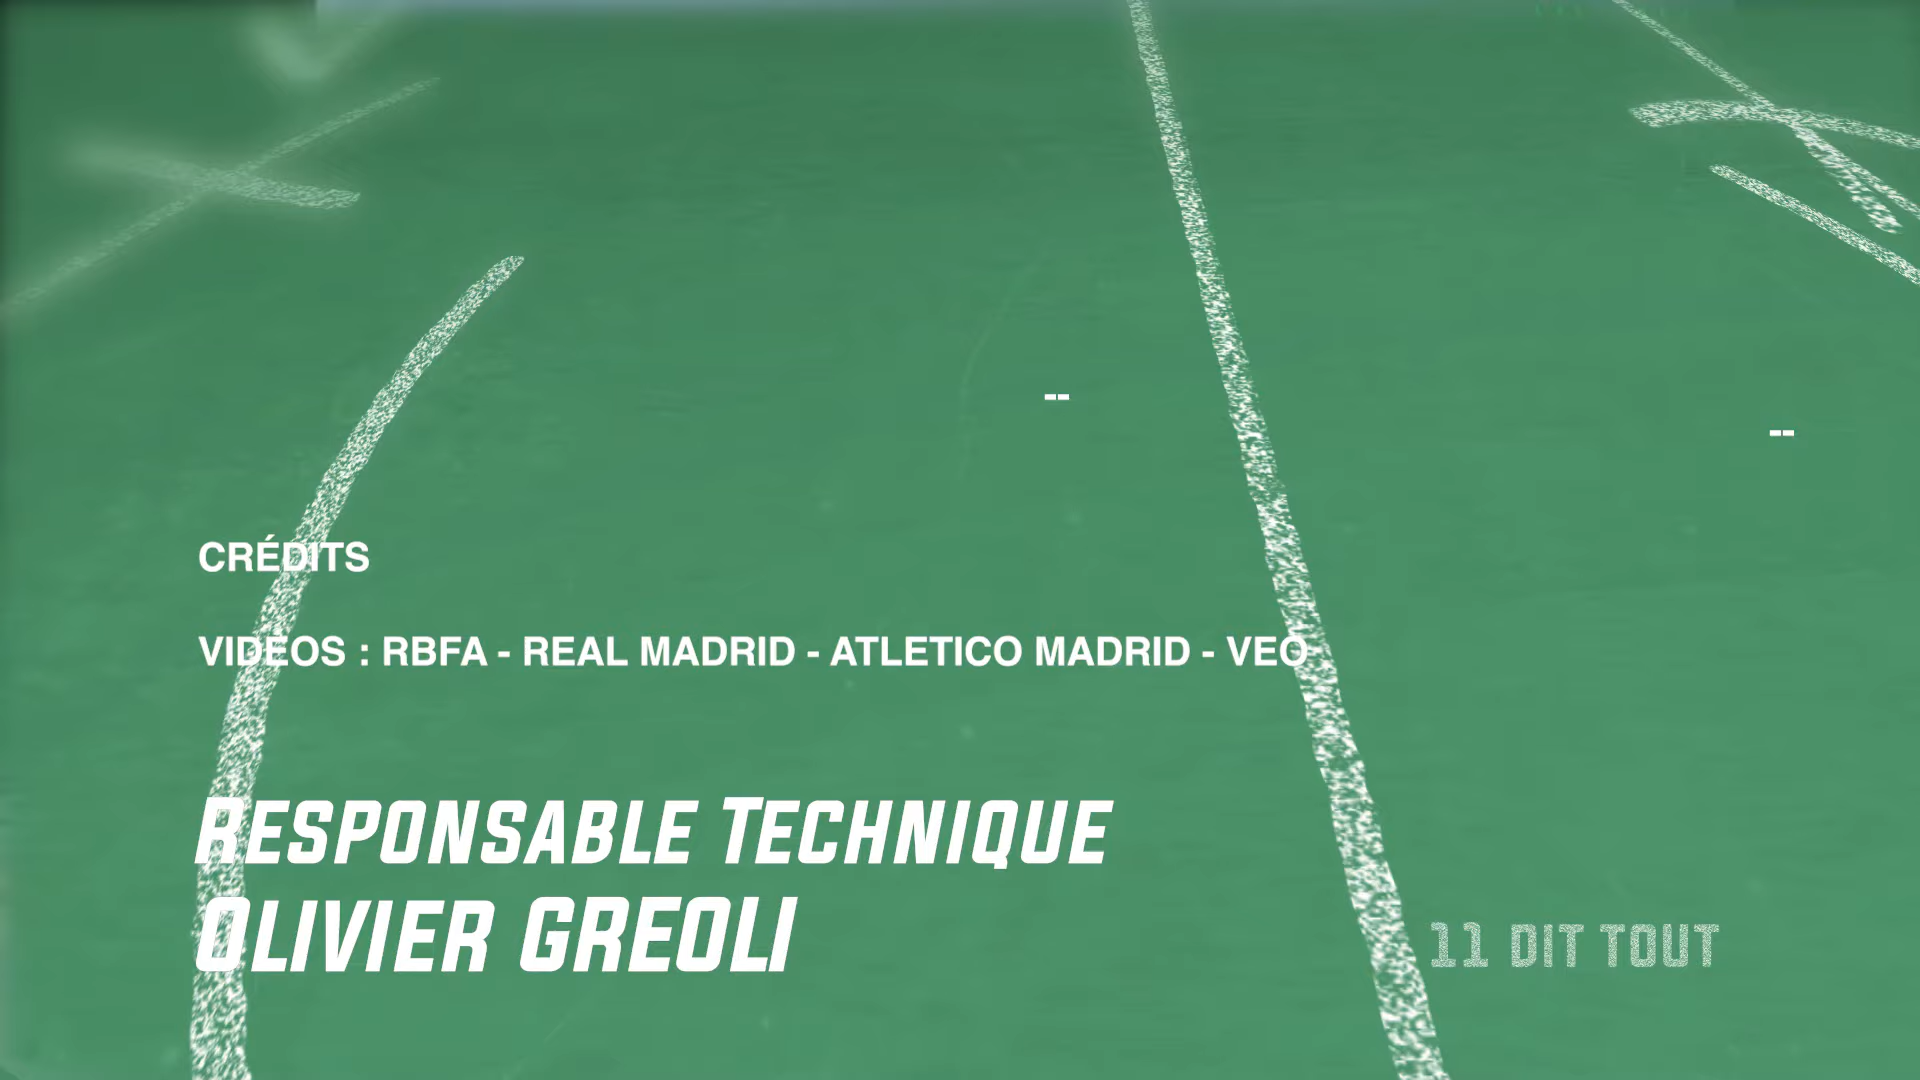 --
--
CRÉDITS
VIDÉOS : RBFA - REAL MADRID - ATLETICO MADRID - VEO
RESPONSABLE TECHNIQUE
OLIVIER GREOLI
11 DIT TOUT